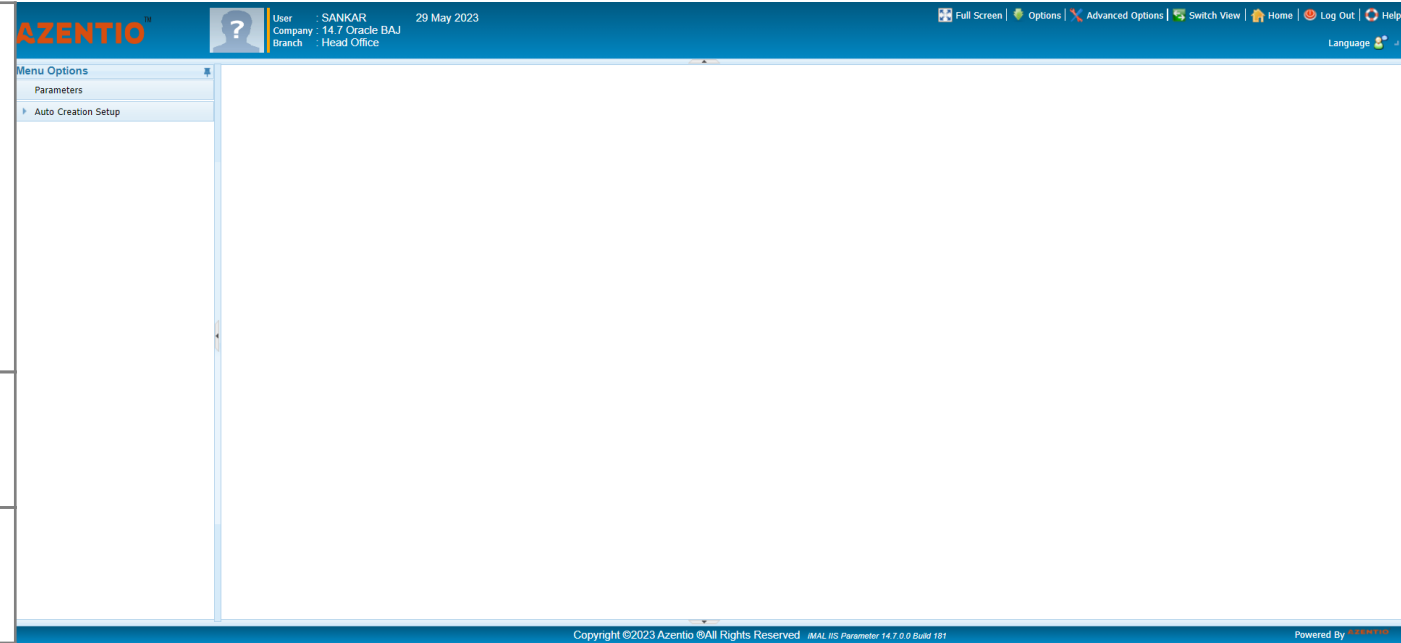 AZENTIO TM
User : SANKAR 29 May 2023
Company : 14.7 Oracle BAJ
Branch : Head Office
Full Screen | Options | Advanced Options | Switch View | Home | Log Out | Help
Language
Menu Options
Parameters
Auto Creation Setup
Copyright ©2023 Azentio ®All Rights Reserved iMAL IIS Parameter 14.7.0.0 Build 181
Powered By AZENTIO